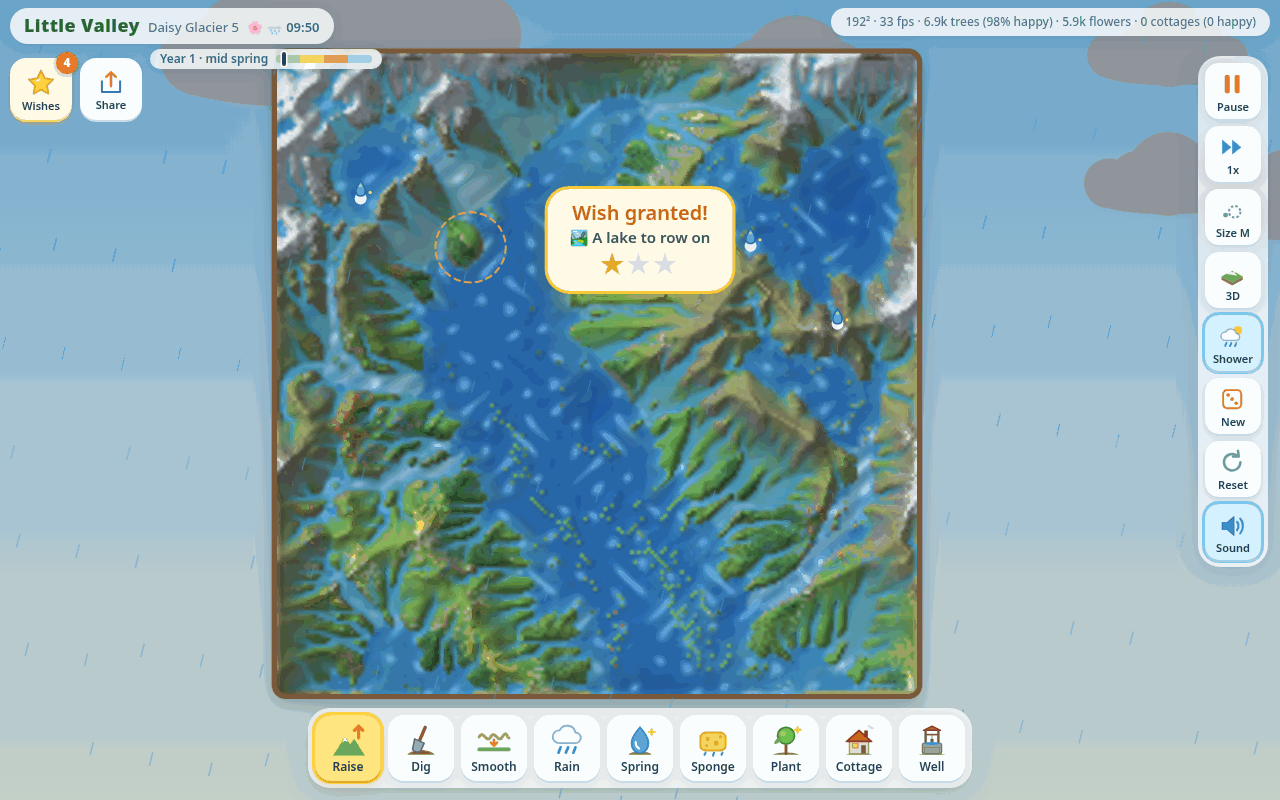 Little Valley Daisy Glacier 5 09:50
192² · 33 fps · 6.9k trees (98% happy) · 5.9k flowers · 0 cottages (0 happy)
Year 1 · mid spring
4
Wishes
Share
Wish granted!
A lake to row on
Pause
1x
Size M
3D
Shower
New
Reset
Sound
Raise
Dig
Smooth
Rain
Spring
Sponge
Plant
Cottage
Well